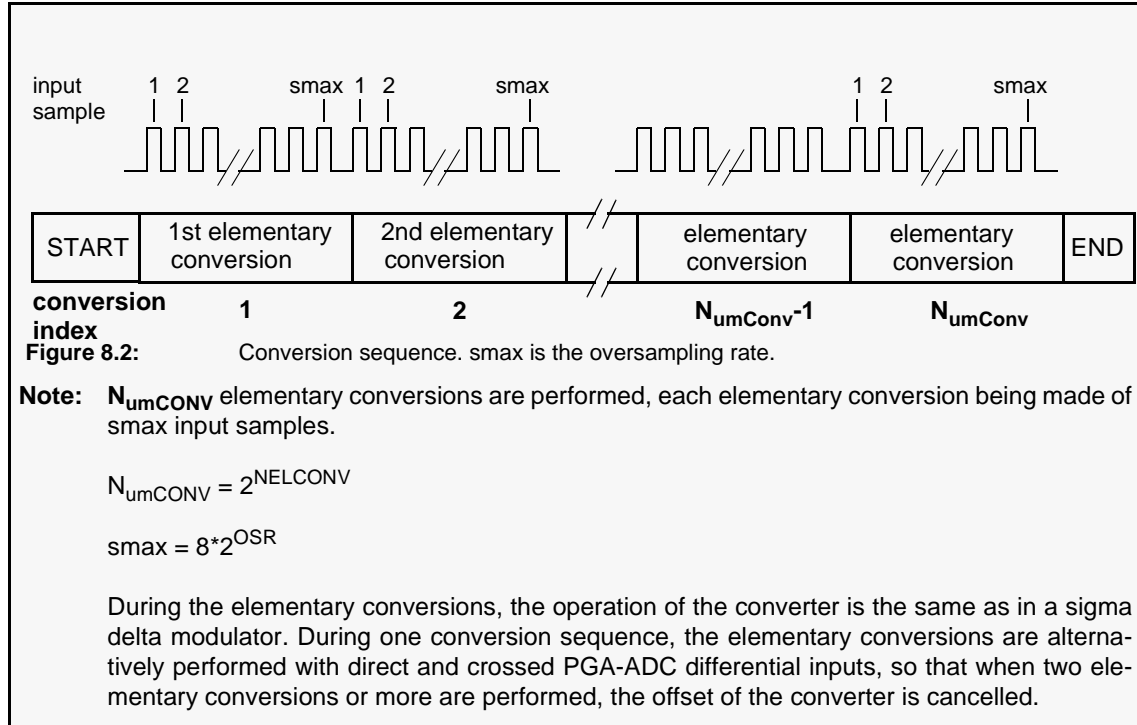 input sample 1 2 smax 1 2 smax 1 2 smax
START
1st elementary conversion
2nd elementary conversion
elementary conversion
elementary conversion
END
conversion index 1 2 NumConv-1 NumConv
Figure 8.2: Conversion sequence. smax is the oversampling rate.
Note: NumCONV elementary conversions are performed, each elementary conversion being made of
smax input samples.
NumCONV = 2^NELCONV
smax = 8*2^OSR
During the elementary conversions, the operation of the converter is the same as in a sigma
delta modulator. During one conversion sequence, the elementary conversions are alterna-
tively performed with direct and crossed PGA-ADC differential inputs, so that when two ele-
mentary conversions or more are performed, the offset of the converter is cancelled.